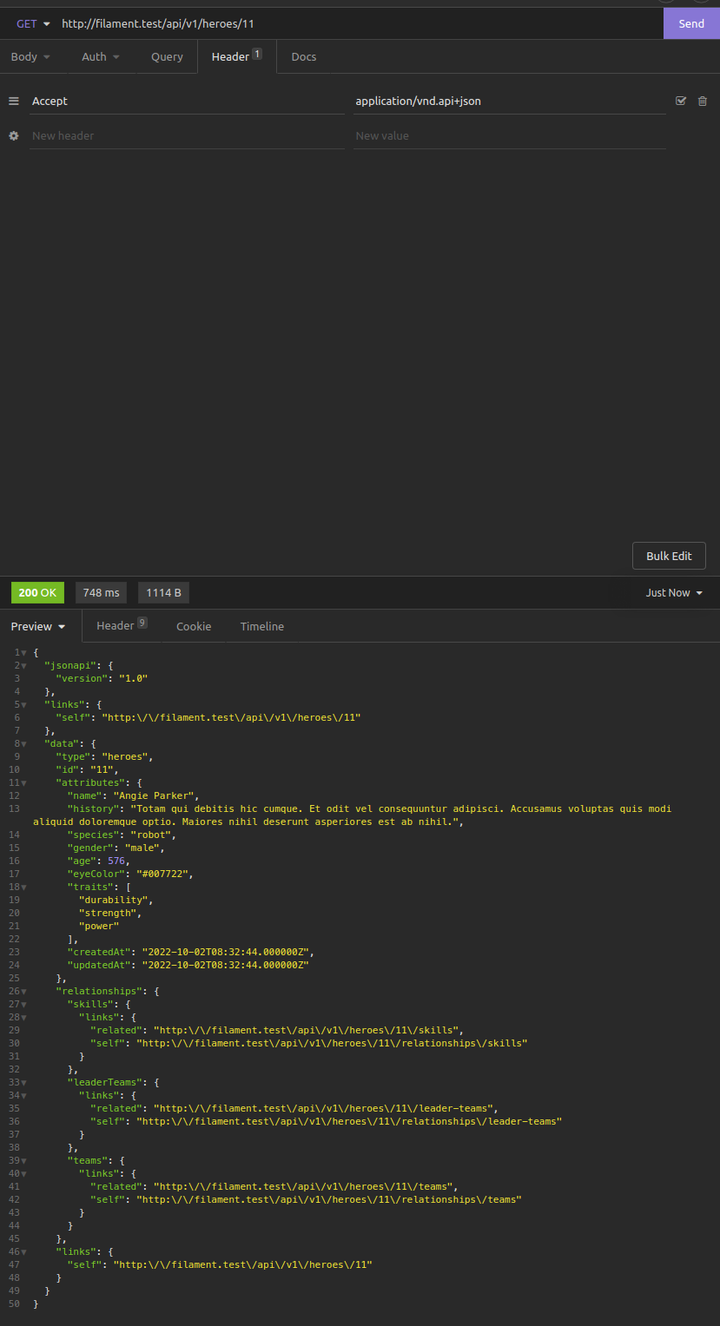 GET http://filament.test/api/v1/heroes/11 Send
Body Auth Query Header 1 Docs
Accept application/vnd.api+json
New header New value
Bulk Edit
200 OK 748 ms 1114 B Just Now
Preview Header 9 Cookie Timeline
1 {
2 "jsonapi": {
3 "version": "1.0"
4 },
5 "links": {
6 "self": "http:\/\/filament.test\/api\/v1\/heroes\/11"
7 },
8 "data": {
9 "type": "heroes",
10 "id": "11",
11 "attributes": {
12 "name": "Angie Parker",
13 "history": "Totam qui debitis hic cumque. Et odit vel consequuntur adipisci. Accusamus voluptas quis modi
aliquid doloremque optio. Maiores nihil deserunt asperiores est ab nihil.",
14 "species": "robot",
15 "gender": "male",
16 "age": 576,
17 "eyeColor": "#007722",
18 "traits": [
19 "durability",
20 "strength",
21 "power"
22 ],
23 "createdAt": "2022-10-02T08:32:44.000000Z",
24 "updatedAt": "2022-10-02T08:32:44.000000Z"
25 },
26 "relationships": {
27 "skills": {
28 "links": {
29 "related": "http:\/\/filament.test\/api\/v1\/heroes\/11\/skills",
30 "self": "http:\/\/filament.test\/api\/v1\/heroes\/11\/relationships\/skills"
31 }
32 },
33 "leaderTeams": {
34 "links": {
35 "related": "http:\/\/filament.test\/api\/v1\/heroes\/11\/leader-teams",
36 "self": "http:\/\/filament.test\/api\/v1\/heroes\/11\/relationships\/leader-teams"
37 }
38 },
39 "teams": {
40 "links": {
41 "related": "http:\/\/filament.test\/api\/v1\/heroes\/11\/teams",
42 "self": "http:\/\/filament.test\/api\/v1\/heroes\/11\/relationships\/teams"
43 }
44 }
45 },
46 "links": {
47 "self": "http:\/\/filament.test\/api\/v1\/heroes\/11"
48 }
49 }
50 }